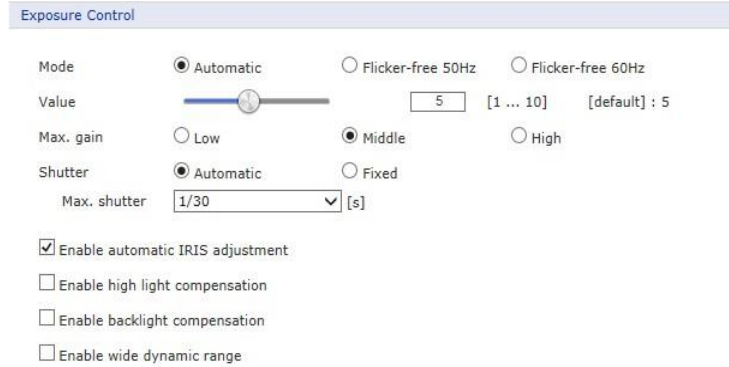 Exposure Control
Mode Automatic Flicker-free 50Hz Flicker-free 60Hz
Value 5 [1 ... 10] [default] : 5
Max. gain Low Middle High
Shutter Automatic Fixed
Max. shutter 1/30 [s]
Enable automatic IRIS adjustment
Enable high light compensation
Enable backlight compensation
Enable wide dynamic range